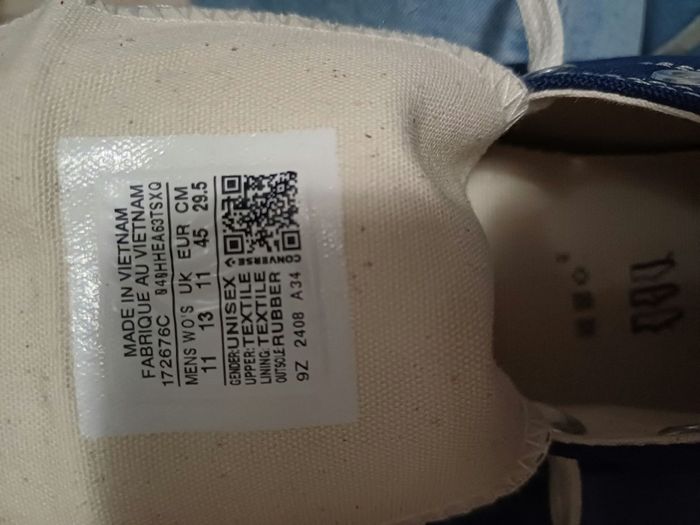 MADE IN VIETNAM
FABRIQUE AU VIETNAM
172676C 040HHEA63TSXQ
MENS WO'S UK EUR CM
11 13 11 45 29.5
GENDER:UNISEX
UPPER:TEXTILE
LINING:TEXTILE
OUTSOLE:RUBBER
9Z 2408 A34
CONVERSE